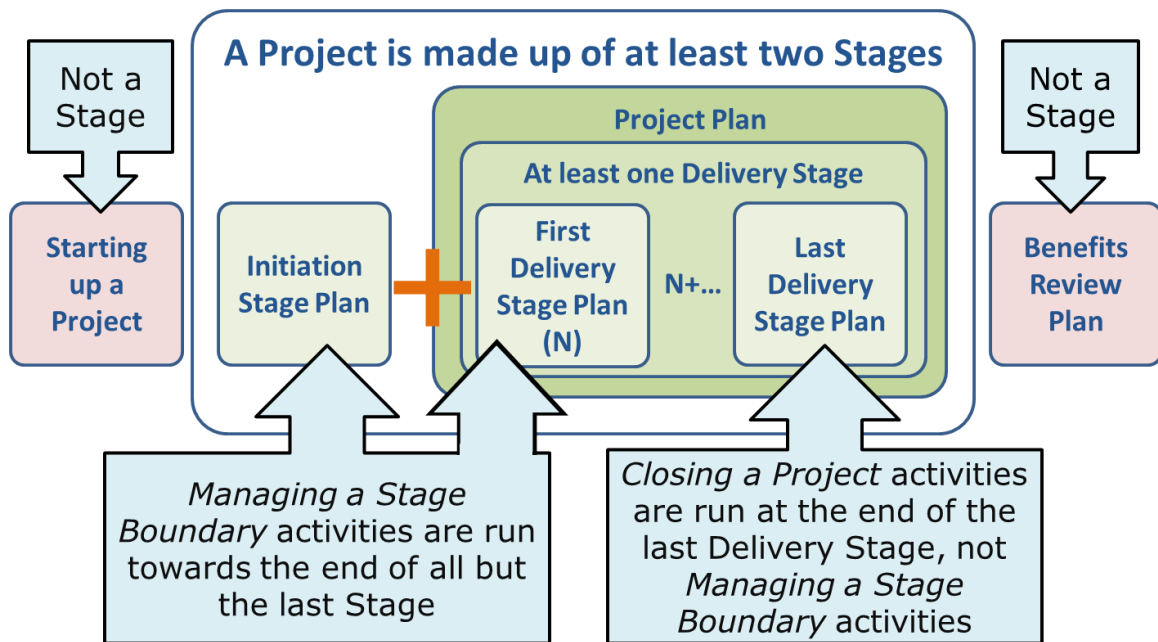 A Project is made up of at least two Stages
Not a
Stage
Not a
Stage
Project Plan
At least one Delivery Stage
Starting
up a
Project
Initiation
Stage Plan
First
Delivery
Stage Plan
(N)
N+...
Last
Delivery
Stage Plan
Benefits
Review
Plan
Managing a Stage
Boundary activities are run
towards the end of all but
the last Stage
Closing a Project activities
are run at the end of the
last Delivery Stage, not
Managing a Stage
Boundary activities